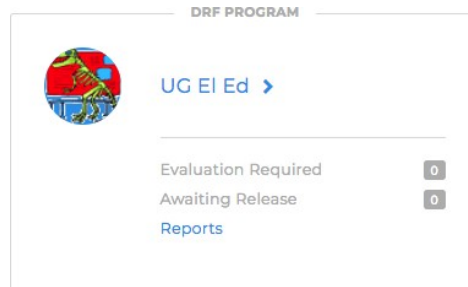 DRF PROGRAM
UG El Ed
Evaluation Required 0
Awaiting Release 0
Reports